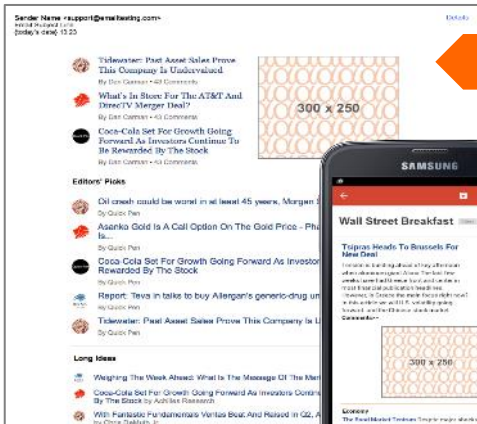 Sender Name <support@emailtesting.com>
Email Subject Line
{today's date} 13:23
Details
Tidewater: Past Asset Sales Prove
This Company Is Undervalued
By Dan Carman • 43 Comments
What's In Store For The AT&T And
DirecTV Merger Deal?
By Dan Carman • 43 Comments
Coca-Cola Set For Growth Going
Forward As Investors Continue To
Be Rewarded By The Stock
By Dan Carman • 43 Comments
300 x 250
Editors' Picks
Oil crash could be worst in at least 45 years, Morgan
By Quick Pen
Asanko Gold Is A Call Option On The Gold Price -
Is...
By Quick Pen
Coca-Cola Set For Growth Going Forward As Investor
Rewarded By The Stock
By Quick Pen
Report: Teva in talks to buy Allergan's generic-drug
By Quick Pen
Tidewater: Past Asset Sales Prove This Company Is
By Quick Pen
Long Ideas
Weighing The Week Ahead: What Is The Message Of The
Coca-Cola Set For Growth Going Forward As Investors
By The Stock by Achilles Research
With Fantastic Fundamentals Ventas Beat And Raised In Q2,
SAMSUNG
Wall Street Breakfast
Tsipras Heads To Brussels For
New Deal
Comments>>
300 x 250
Economy